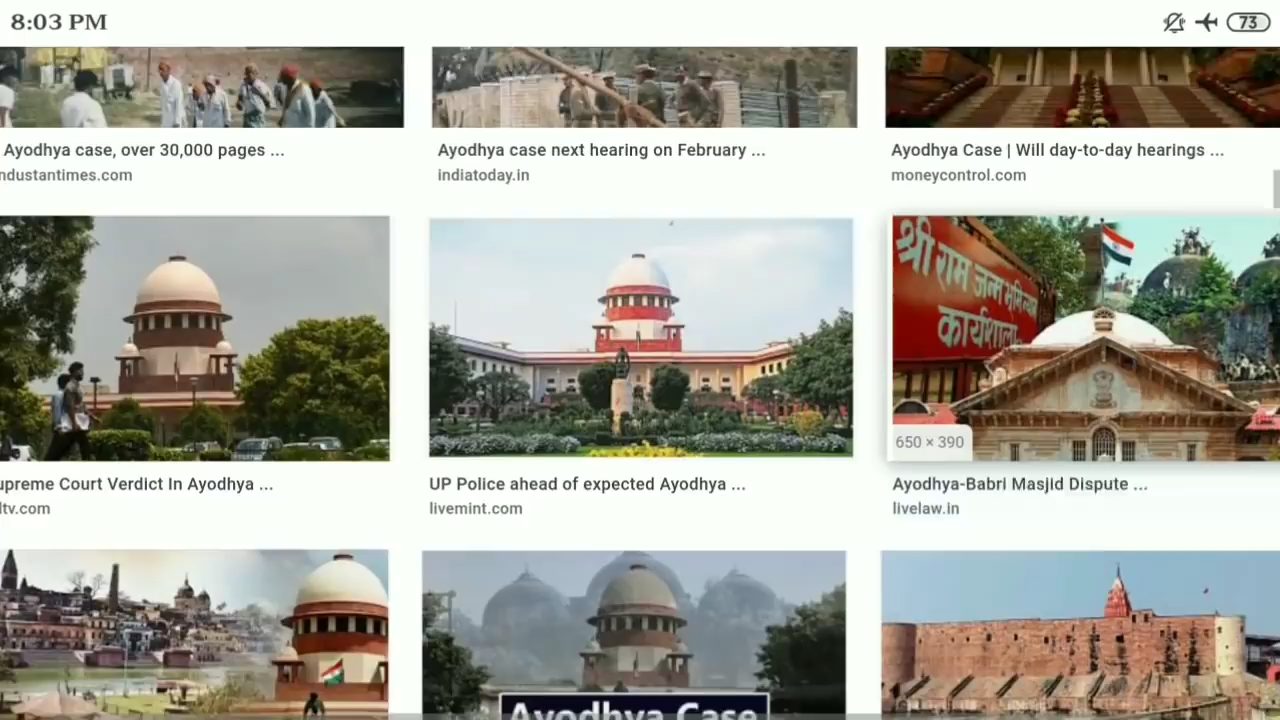 8:03 PM
73
Ayodhya case, over 30,000 pages ...
ndustantimes.com
Ayodhya case next hearing on February ...
indiatoday.in
Ayodhya Case | Will day-to-day hearings ...
moneycontrol.com
श्री राम जन्म भूमि न्यास
कार्यशाला
650 × 390
upreme Court Verdict In Ayodhya ...
ltv.com
UP Police ahead of expected Ayodhya ...
livemint.com
Ayodhya-Babri Masjid Dispute ...
livelaw.in
Ayodhya Case